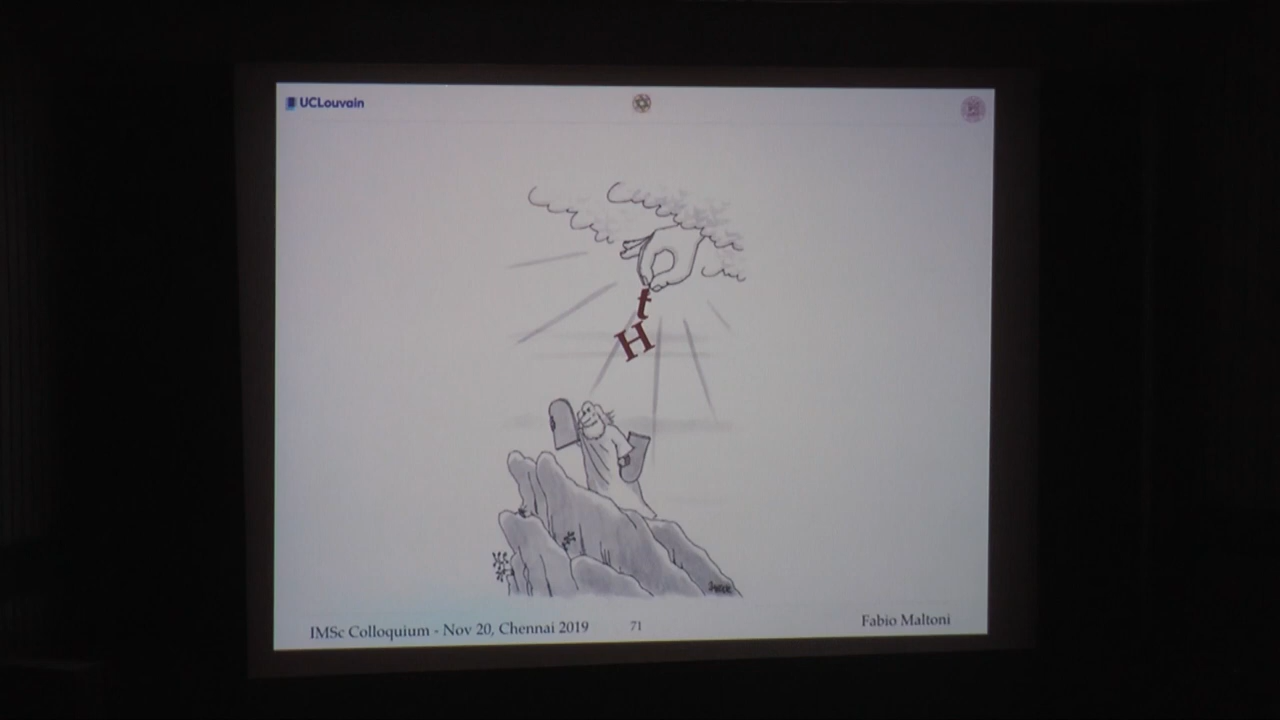 UCLouvain
t
H
IMSc Colloquium - Nov 20, Chennai 2019
71
Fabio Maltoni